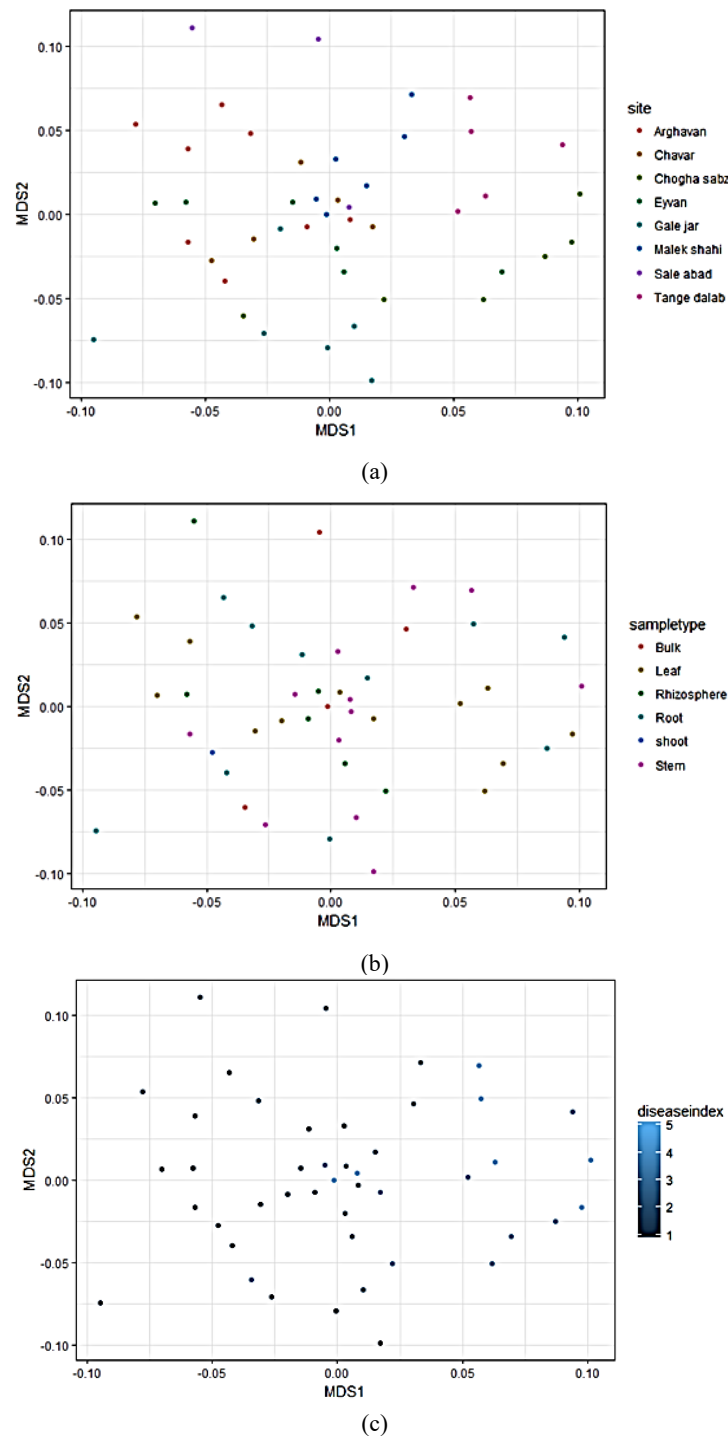 0.10
0.05
0.00
-0.05
-0.10
MDS2
-0.10 -0.05 0.00 0.05 0.10
MDS1
site
Arghavan
Chavar
Chogha sabz
Eyvan
Gale jar
Malek shahi
Sale abad
Tange dalab
(a)
0.10
0.05
0.00
-0.05
-0.10
MDS2
-0.10 -0.05 0.00 0.05 0.10
MDS1
sampletype
Bulk
Leaf
Rhizosphere
Root
shoot
Stem
(b)
0.10
0.05
0.00
-0.05
-0.10
MDS2
-0.10 -0.05 0.00 0.05 0.10
MDS1
diseaseindex
5
4
3
2
1
(c)